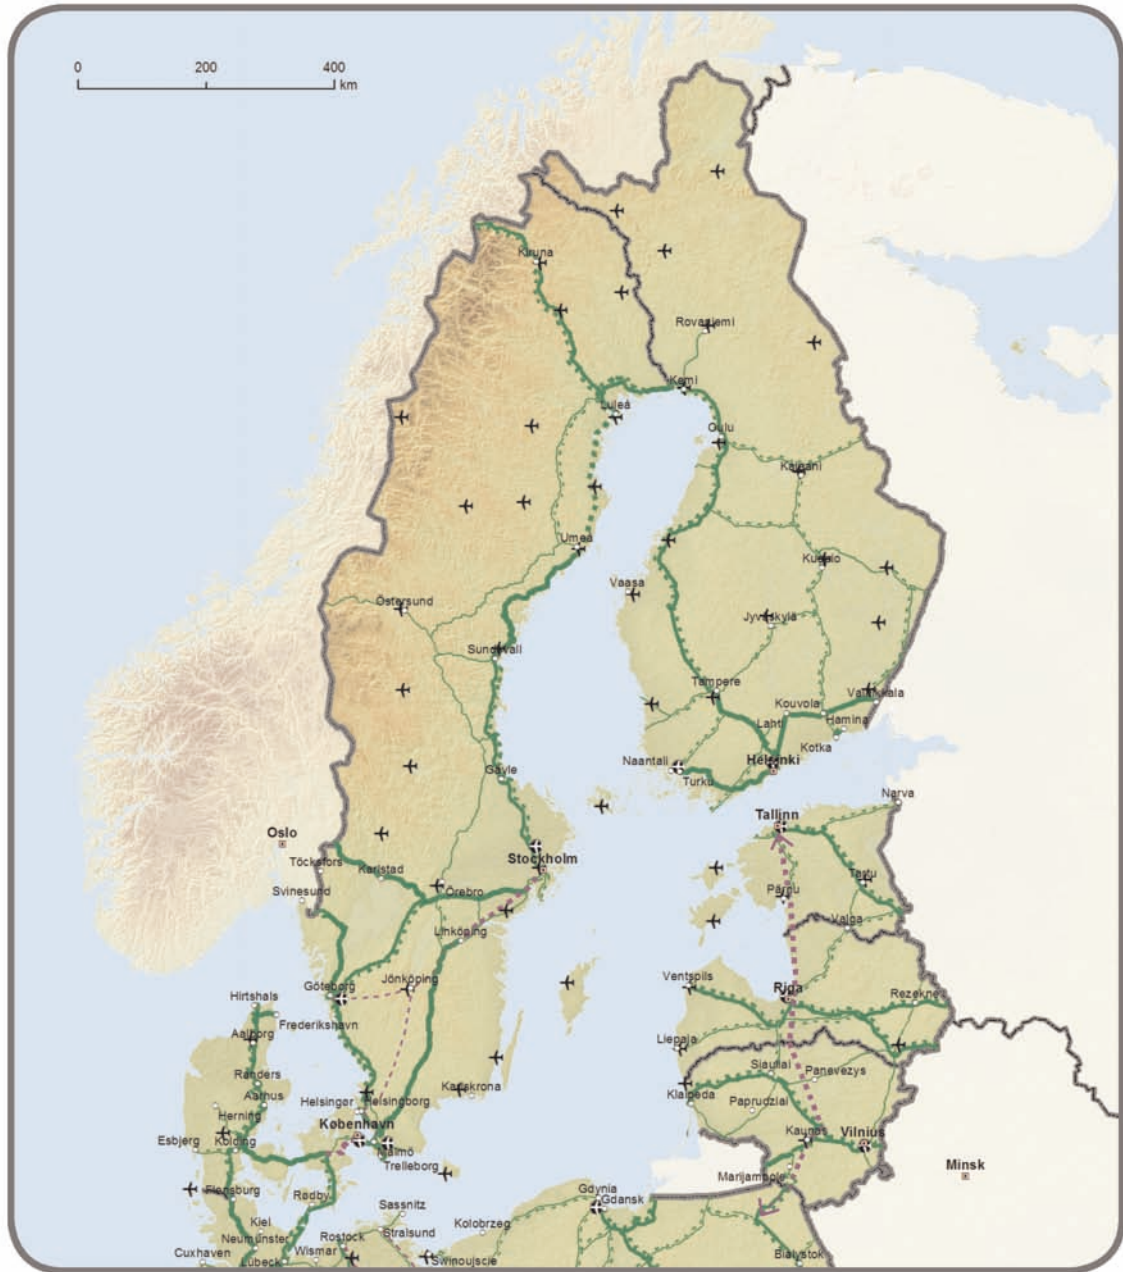 0 200 400
km
Kiruna
Rovaniemi
Kemi
Luleå
Oulu
Kajaani
Umeå
Kuopio
Vaasa
Östersund
Jyväskylä
Sundsvall
Tampere
Vainikkala
Kouvola
Hamina
Lahti
Kotka
Naantali
Helsinki
Turku
Gävle
Narva
Tallinn
Oslo
Stockholm
Töcksfors
Karlstad
Tartu
Örebro
Pärnu
Svinesund
Valga
Linköping
Ventspils
Jönköping
Göteborg
Riga
Rezekne
Hirtshals
Frederikshavn
Aalborg
Liepaja
Siauliai
Panevezys
Randers
Karlskrona
Klaipeda
Aarhus
Helsingør
Helsingborg
Paprudziai
Herning
København
Kaunas
Vilnius
Esbjerg
Kolding
Malmö
Trelleborg
Minsk
Marijampole
Flensburg
Rødby
Gdynia
Gdansk
Sassnitz
Kiel
Kolobrzeg
Neumünster
Rostock
Stralsund
Cuxhaven
Wismar
Lübeck
Swinoujscie
Bialystok